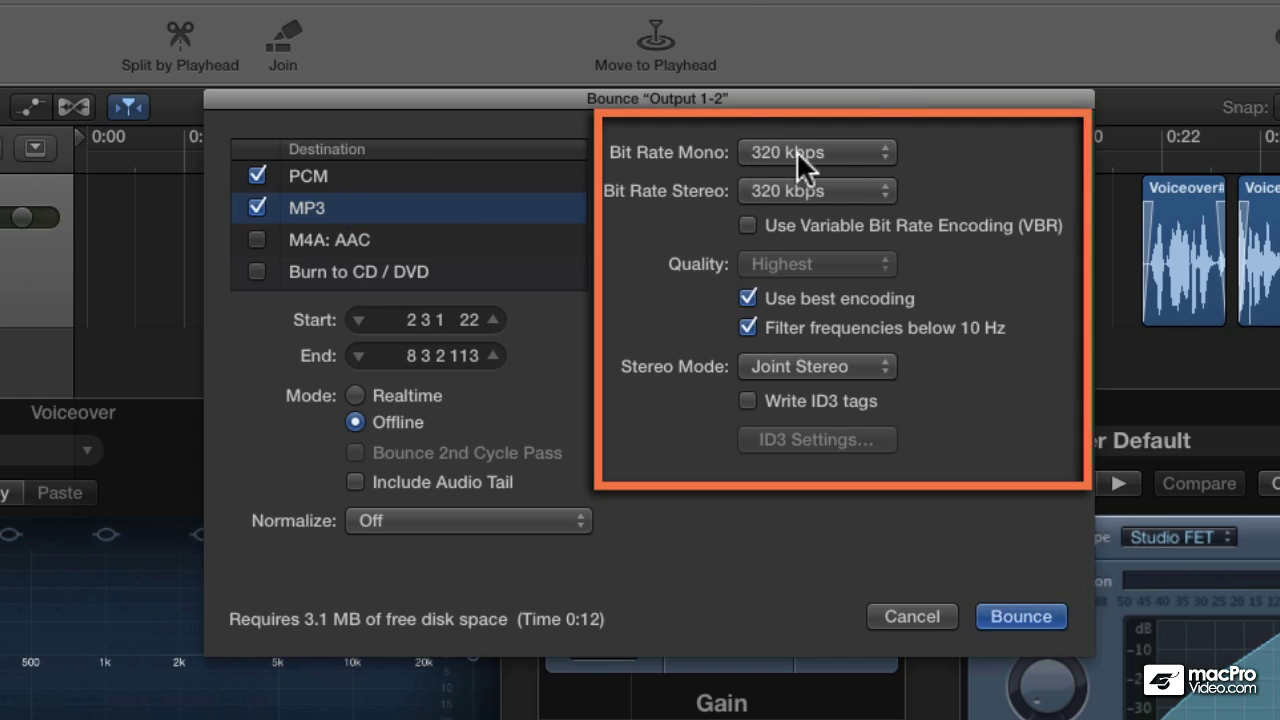 Split by Playhead
Join
Move to Playhead
Bounce “Output 1-2”
Snap:
0:00
0:
0
0:22
Destination
PCM
MP3
M4A: AAC
Burn to CD / DVD
Start: 2 3 1 22
End: 8 3 2 113
Mode: Realtime
Offline
Bounce 2nd Cycle Pass
Include Audio Tail
Normalize: Off
Requires 3.1 MB of free disk space (Time 0:12)
Bit Rate Mono: 320 kbps
Bit Rate Stereo: 320 kbps
Use Variable Bit Rate Encoding (VBR)
Quality: Highest
Use best encoding
Filter frequencies below 10 Hz
Stereo Mode: Joint Stereo
Write ID3 tags
ID3 Settings...
Cancel
Bounce
Voiceover#
Voice
Voiceover
y
Paste
er Default
Compare
C
pe Studio FET
on
50 45 40 35 30 25 20 15 12
dB
-10
-20
-30
500 1k 2k 5k 10k 20k
10
15
Gain
macPro
Video.com